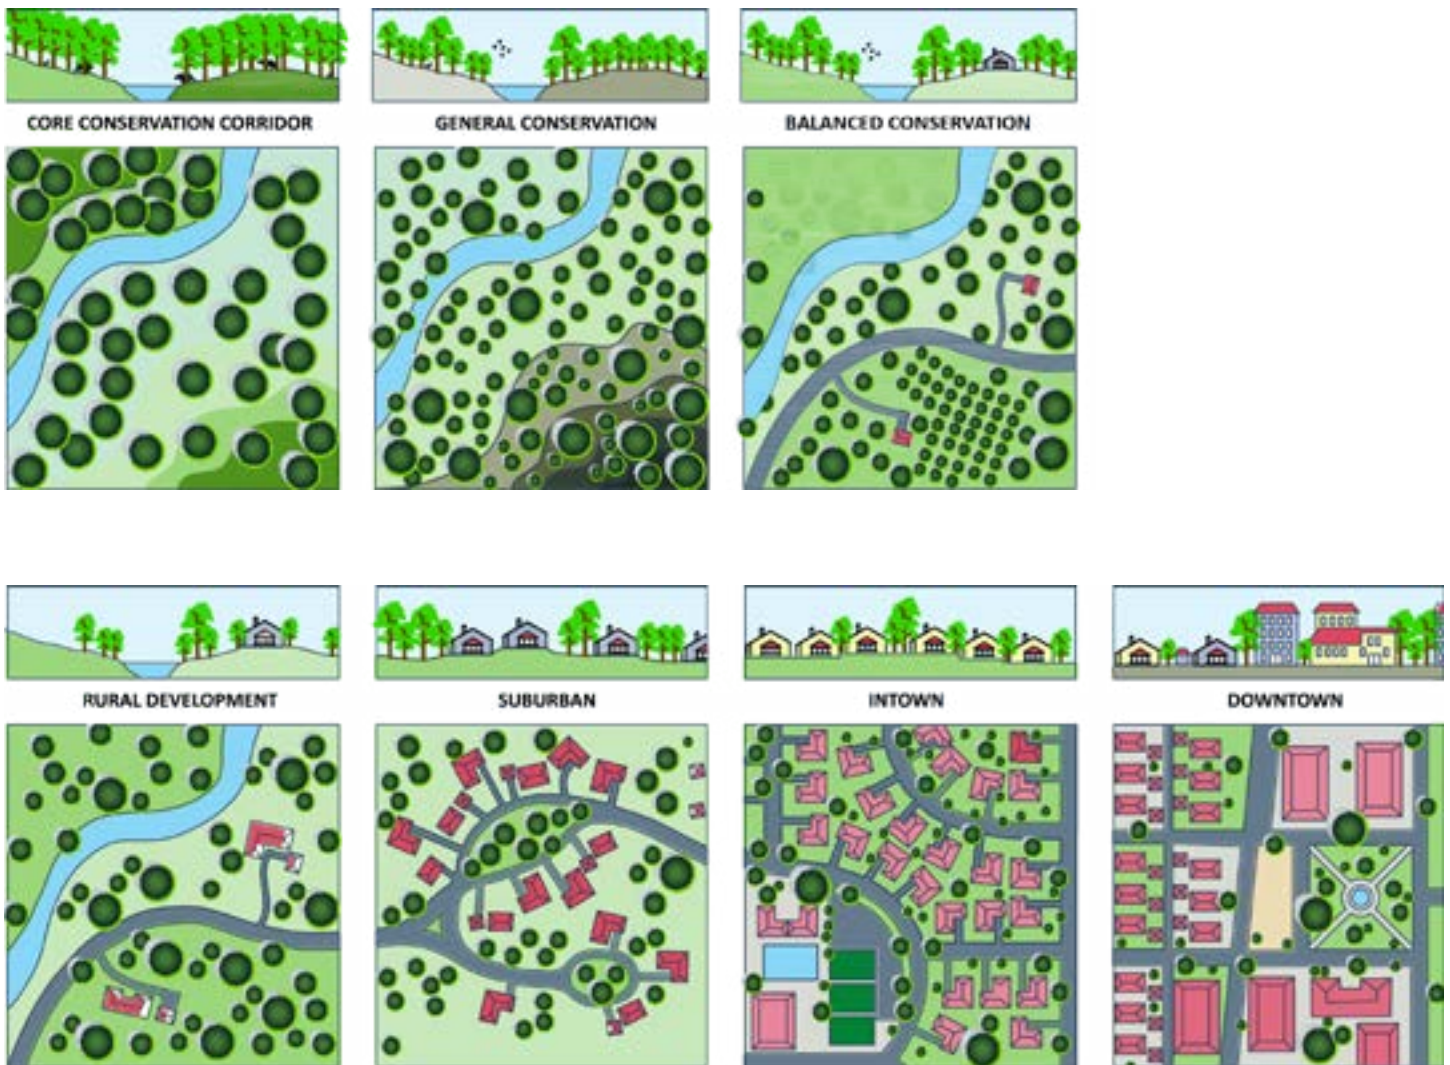 CORE CONSERVATION CORRIDOR
GENERAL CONSERVATION
BALANCED CONSERVATION
RURAL DEVELOPMENT
SUBURBAN
INTOWN
DOWNTOWN